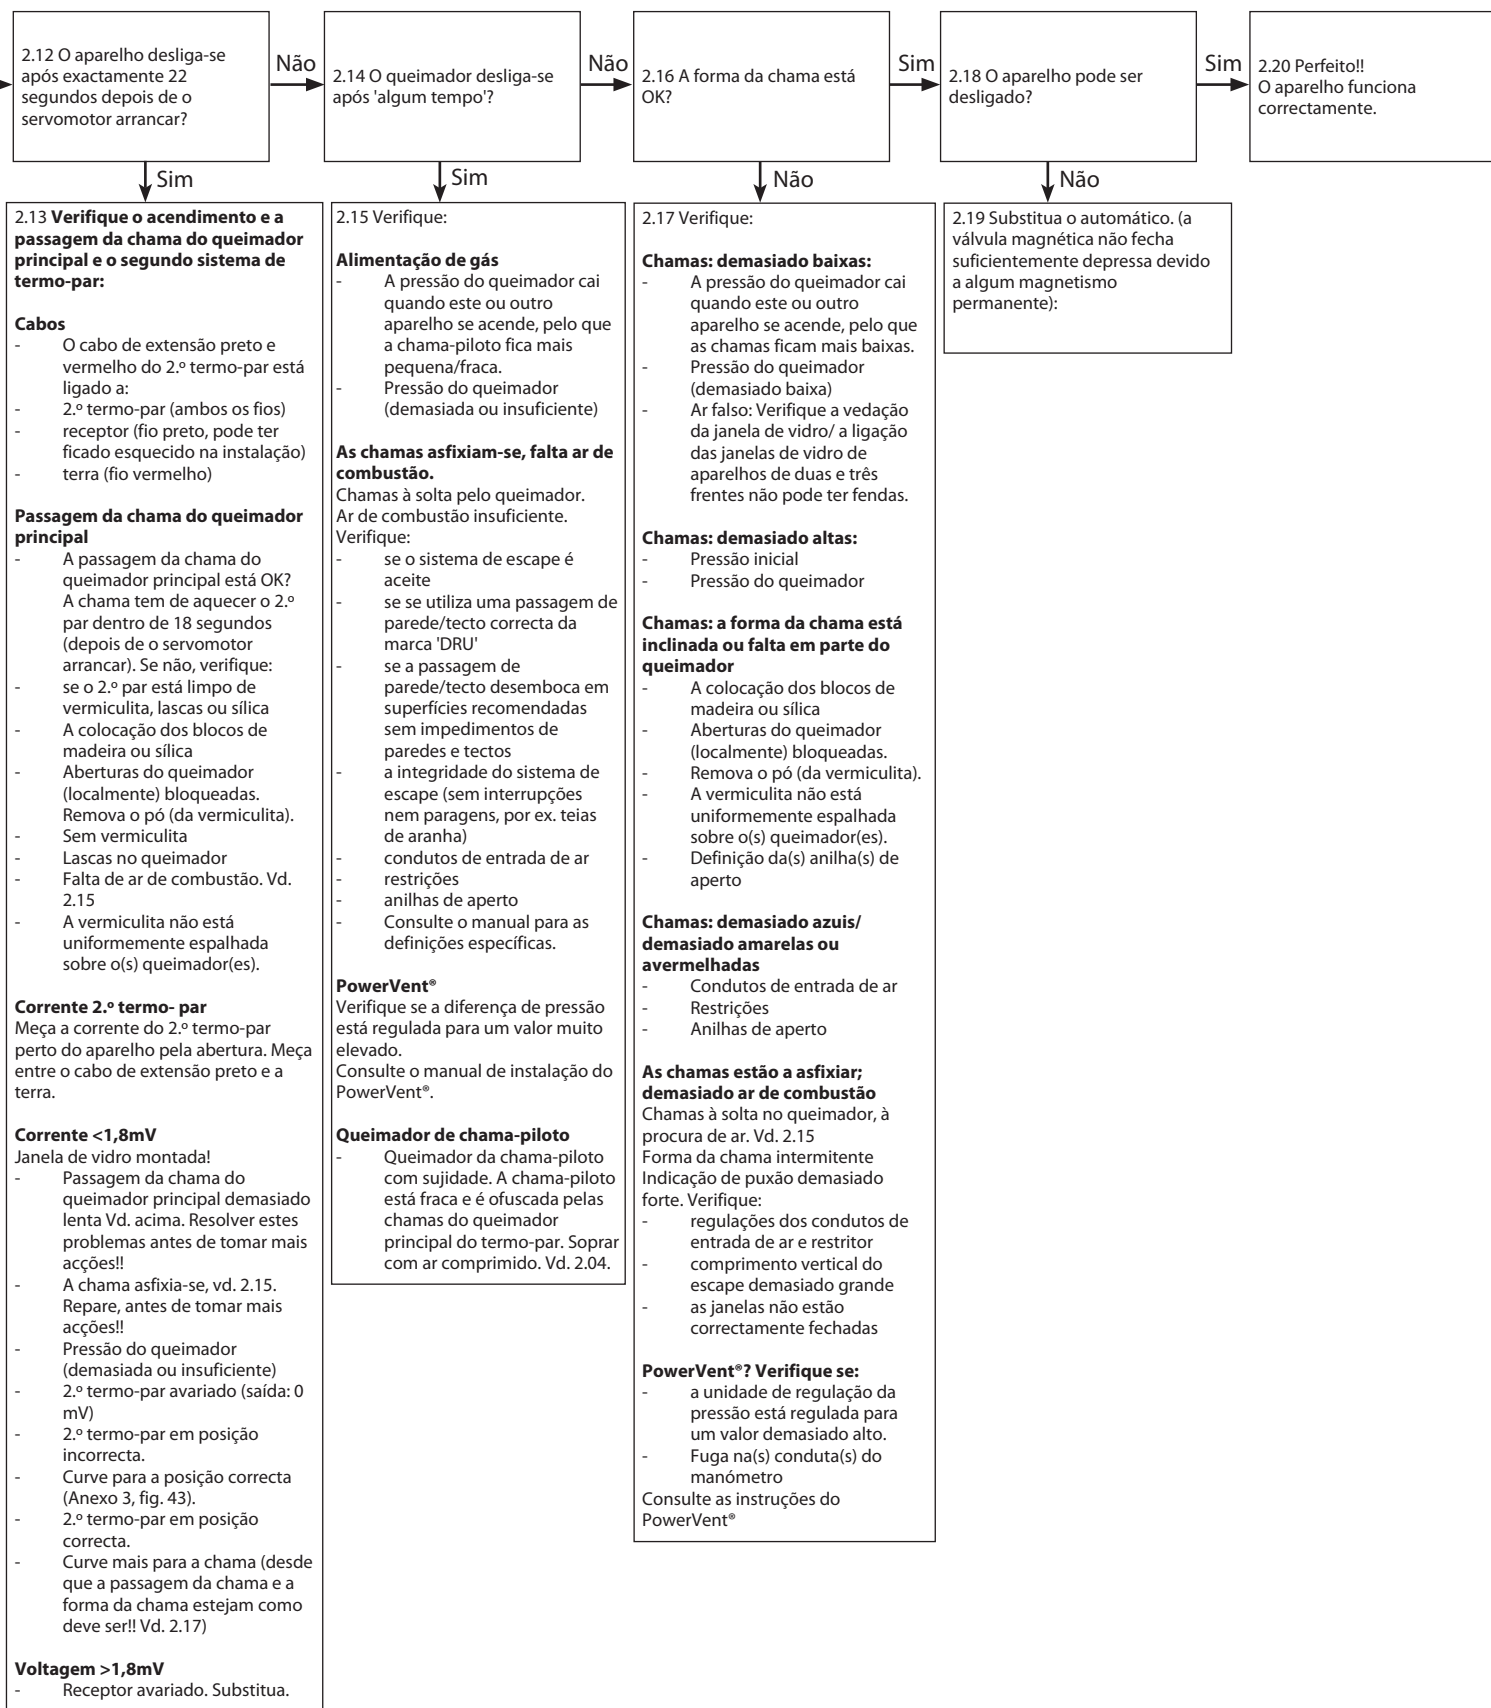 2.12 O aparelho desliga-se
após exactamente 22
segundos depois de o
servomotor arrancar?
Não
2.14 O queimador desliga-se
após 'algum tempo'?
Não
2.16 A forma da chama está
OK?
Sim
2.18 O aparelho pode ser
desligado?
Sim
2.20 Perfeito!!
O aparelho funciona
correctamente.
Sim
Sim
Não
Não
2.13 Verifique o acendimento e a
passagem da chama do queimador
principal e o segundo sistema de
termo-par:
Cabos
- O cabo de extensão preto e
vermelho do 2.º termo-par está
ligado a:
- 2.º termo-par (ambos os fios)
- receptor (fio preto, pode ter
ficado esquecido na instalação)
- terra (fio vermelho)
Passagem da chama do queimador
principal
- A passagem da chama do
queimador principal está OK?
A chama tem de aquecer o 2.º
par dentro de 18 segundos
(depois de o servomotor
arrancar). Se não, verifique:
- se o 2.º par está limpo de
vermiculita, lascas ou sílica
- A colocação dos blocos de
madeira ou sílica
- Aberturas do queimador
(localmente) bloqueadas.
Remova o pó (da vermiculita).
- Sem vermiculita
- Lascas no queimador
- Falta de ar de combustão. Vd.
2.15
- A vermiculita não está
uniformemente espalhada
sobre o(s) queimador(es).
Corrente 2.º termo- par
Meça a corrente do 2.º termo-par
perto do aparelho pela abertura. Meça
entre o cabo de extensão preto e a
terra.
Corrente <1,8mV
Janela de vidro montada!
- Passagem da chama do
queimador principal demasiado
lenta Vd. acima. Resolver estes
problemas antes de tomar mais
acções!!
- A chama asfixia-se, vd. 2.15.
Repare, antes de tomar mais
acções!!
- Pressão do queimador
(demasiada ou insuficiente)
- 2.º termo-par avariado (saída: 0
mV)
- 2.º termo-par em posição
incorrecta.
- Curve para a posição correcta
(Anexo 3, fig. 43).
- 2.º termo-par em posição
correcta.
- Curve mais para a chama (desde
que a passagem da chama e a
forma da chama estejam como
deve ser!! Vd. 2.17)
Voltagem >1,8mV
- Receptor avariado. Substitua.
2.15 Verifique:
Alimentação de gás
- A pressão do queimador cai
quando este ou outro
aparelho se acende, pelo que
a chama-piloto fica mais
pequena/fraca.
- Pressão do queimador
(demasiada ou insuficiente)
As chamas asfixiam-se, falta ar de
combustão.
Chamas à solta pelo queimador.
Ar de combustão insuficiente.
Verifique:
- se o sistema de escape é
aceite
- se se utiliza uma passagem de
parede/tecto correcta da
marca 'DRU'
- se a passagem de
parede/tecto desemboca em
superfícies recomendadas
sem impedimentos de
paredes e tectos
- a integridade do sistema de
escape (sem interrupções
nem paragens, por ex. teias
de aranha)
- condutos de entrada de ar
- restrições
- anilhas de aperto
- Consulte o manual para as
definições específicas.
PowerVent®
Verifique se a diferença de pressão
está regulada para um valor muito
elevado.
Consulte o manual de instalação do
PowerVent®.
Queimador de chama-piloto
- Queimador da chama-piloto
com sujidade. A chama-piloto
está fraca e é ofuscada pelas
chamas do queimador
principal do termo-par. Soprar
com ar comprimido. Vd. 2.04.
2.17 Verifique:
Chamas: demasiado baixas:
- A pressão do queimador cai
quando este ou outro
aparelho se acende, pelo que
as chamas ficam mais baixas.
- Pressão do queimador
(demasiado baixa)
- Ar falso: Verifique a vedação
da janela de vidro/ a ligação
das janelas de vidro de
aparelhos de duas e três
frentes não pode ter fendas.
Chamas: demasiado altas:
- Pressão inicial
- Pressão do queimador
Chamas: a forma da chama está
inclinada ou falta em parte do
queimador
- A colocação dos blocos de
madeira ou sílica
- Aberturas do queimador
(localmente) bloqueadas.
- Remova o pó (da vermiculita).
- A vermiculita não está
uniformemente espalhada
sobre o(s) queimador(es).
- Definição da(s) anilha(s) de
aperto
Chamas: demasiado azuis/
demasiado amarelas ou
avermelhadas
- Condutos de entrada de ar
- Restrições
- Anilhas de aperto
As chamas estão a asfixiar;
demasiado ar de combustão
Chamas à solta no queimador, à
procura de ar. Vd. 2.15
Forma da chama intermitente
Indicação de puxão demasiado
forte. Verifique:
- regulações dos condutos de
entrada de ar e restritor
- comprimento vertical do
escape demasiado grande
- as janelas não estão
correctamente fechadas
PowerVent®? Verifique se:
- a unidade de regulação da
pressão está regulada para
um valor demasiado alto.
- Fuga na(s) conduta(s) do
manómetro
Consulte as instruções do
PowerVent®
2.19 Substitua o automático. (a
válvula magnética não fecha
suficientemente depressa devido
a algum magnetismo
permanente):